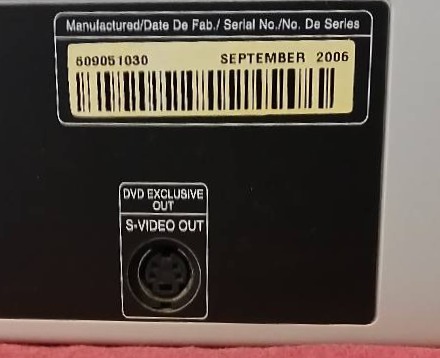 Manufactured/Date De Fab./ Serial No./No. De Series
609051030 SEPTEMBER 2006
DVD EXCLUSIVE
OUT
S-VIDEO OUT